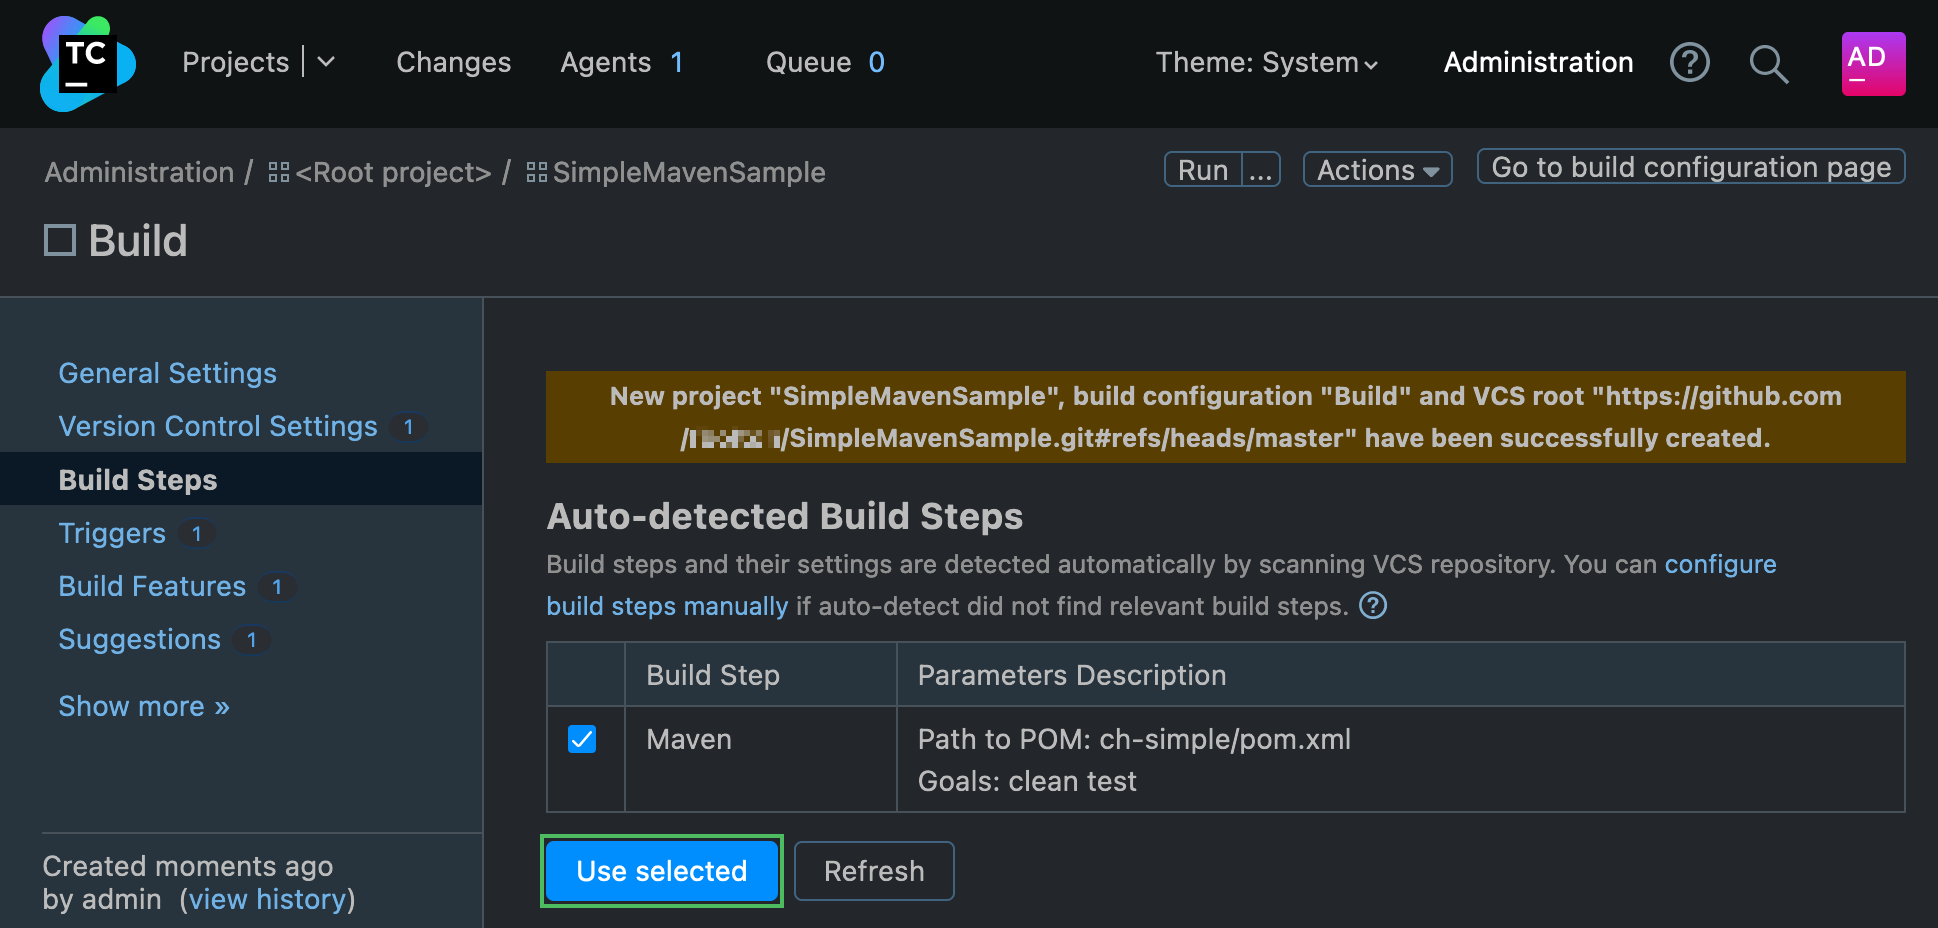 TC
Projects
Changes
Agents 1
Queue 0
Theme: System
Administration
?
AD
Administration / <Root project> / SimpleMavenSample
Run ...
Actions
Go to build configuration page
Build
General Settings
Version Control Settings 1
Build Steps
Triggers 1
Build Features 1
Suggestions 1
Show more »
Created moments ago
by admin (view history)
New project "SimpleMavenSample", build configuration "Build" and VCS root "https://github.com
/SimpleMavenSample.git#refs/heads/master" have been successfully created.
Auto-detected Build Steps
Build steps and their settings are detected automatically by scanning VCS repository. You can configure
build steps manually if auto-detect did not find relevant build steps. ?
Build Step Parameters Description
Maven Path to POM: ch-simple/pom.xml
Goals: clean test
Use selected Refresh